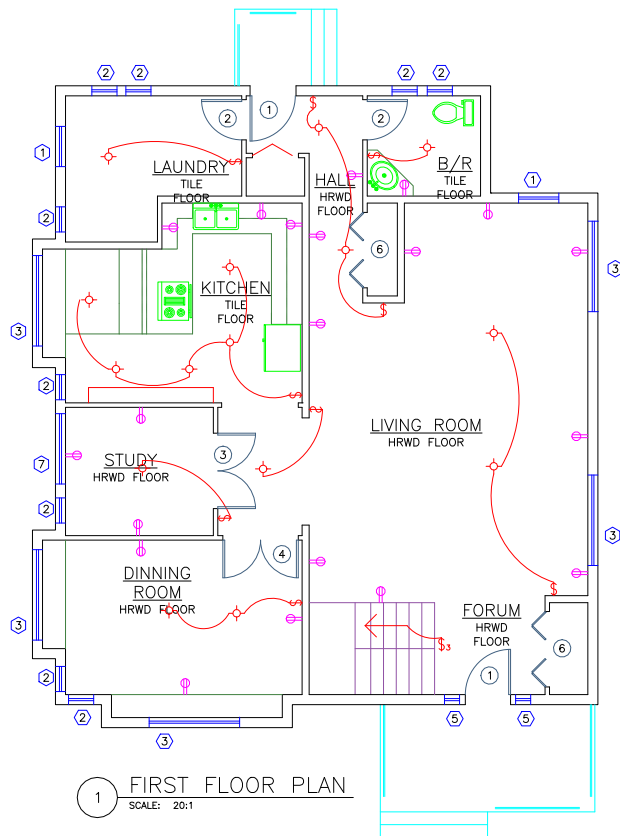 2
2
2
2
1
2
1
2
LAUNDRY
TILE
FLOOR
HALL
HRWD
FLOOR
B/R
TILE
FLOOR
1
2
6
3
KITCHEN
TILE
FLOOR
3
2
LIVING ROOM
HRWD FLOOR
STUDY
HRWD FLOOR
3
7
2
3
4
DINNING
ROOM
HRWD FLOOR
FORUM
HRWD
FLOOR
3
3
6
2
1
2
3
5
5
1
FIRST FLOOR PLAN
SCALE: 20:1